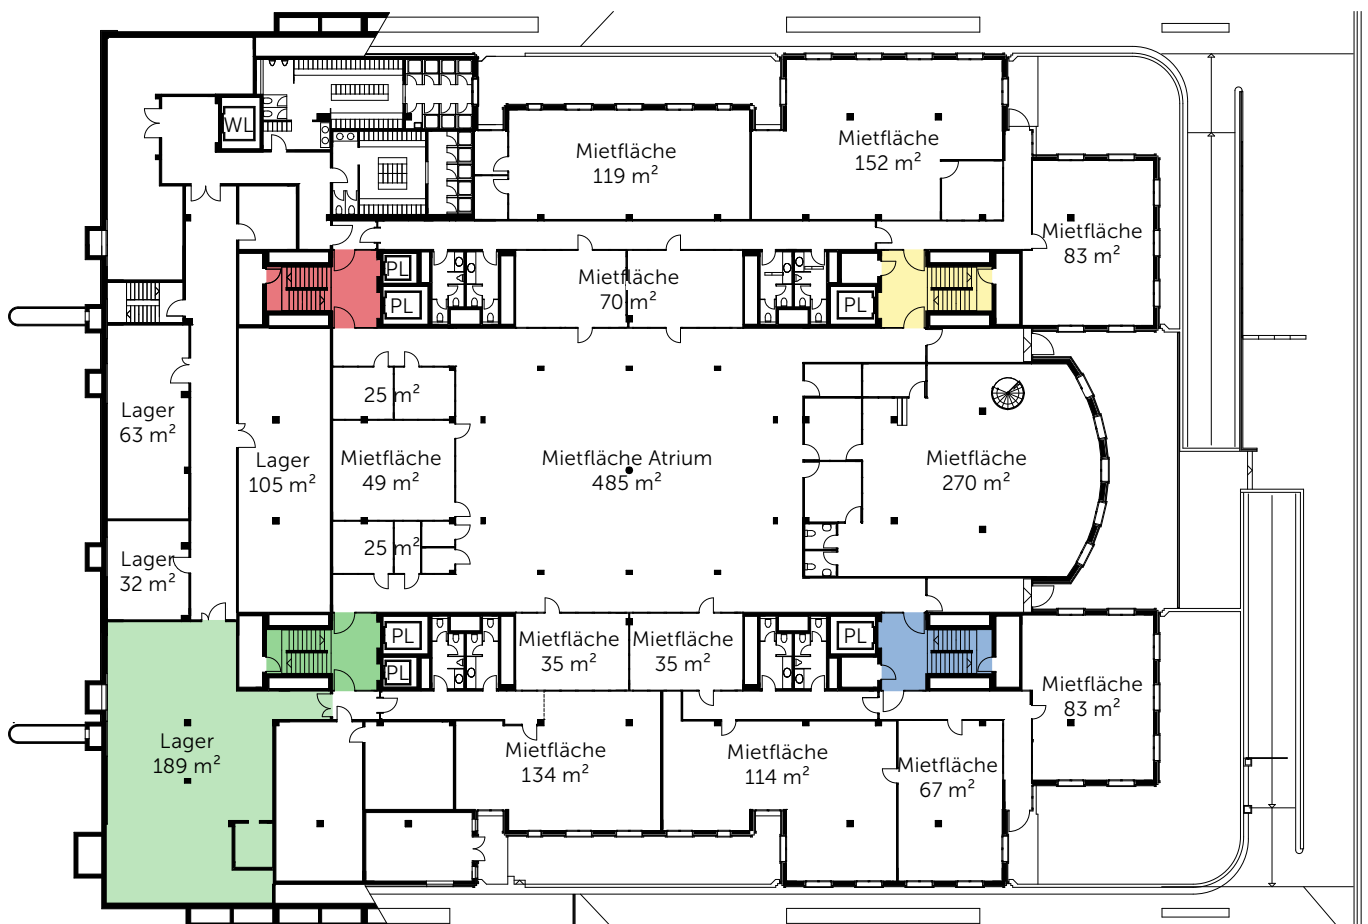 WL
Mietfläche
119 m²
Mietfläche
152 m²
Mietfläche
83 m²
PL
PL
Mietfläche
70 m²
PL
Lager
63 m²
25 m²
Lager
105 m²
Mietfläche
49 m²
Mietfläche Atrium
485 m²
Mietfläche
270 m²
25 m²
Lager
32 m²
PL
PL
Mietfläche
35 m²
Mietfläche
35 m²
PL
Mietfläche
83 m²
Lager
189 m²
Mietfläche
134 m²
Mietfläche
114 m²
Mietfläche
67 m²